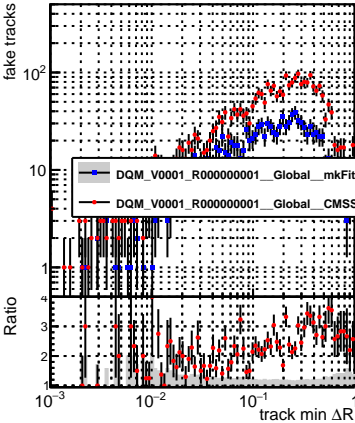 fake tracks
10²
10
1
DQM_V0001_R000000001__Global__mkFit
DQM_V0001_R000000001__Global__CMSS
Ratio
4
3
2
1
10⁻³ 10⁻² 10⁻¹ 1
track min ΔR